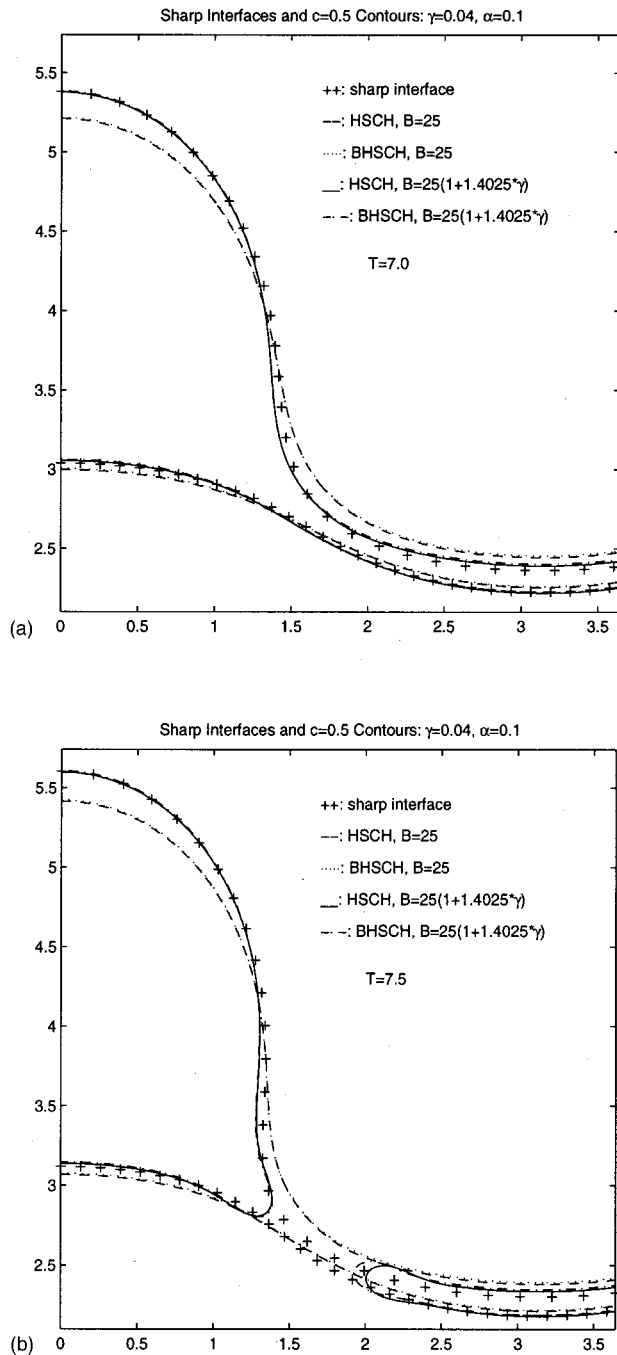 Sharp Interfaces and c=0.5 Contours: γ=0.04, α=0.1
5.5
5
4.5
4
3.5
3
2.5
++: sharp interface
--: HSCH, B=25
.....: BHSCH, B=25
__: HSCH, B=25(1+1.4025*γ)
-.-: BHSCH, B=25(1+1.4025*γ)
T=7.0
(a)
0 0.5 1 1.5 2 2.5 3 3.5
Sharp Interfaces and c=0.5 Contours: γ=0.04, α=0.1
5.5
5
4.5
4
3.5
3
2.5
++: sharp interface
--: HSCH, B=25
.....: BHSCH, B=25
__: HSCH, B=25(1+1.4025*γ)
-.-: BHSCH, B=25(1+1.4025*γ)
T=7.5
(b)
0 0.5 1 1.5 2 2.5 3 3.5